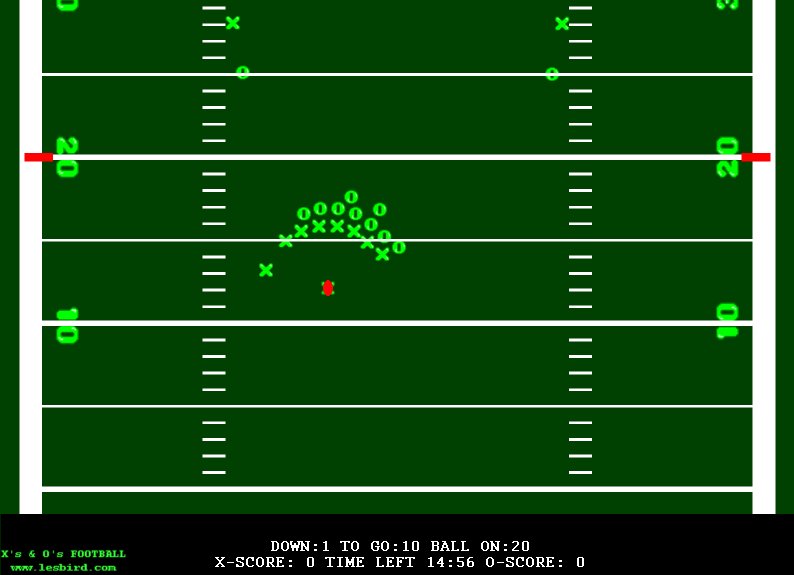 20
20
10
10
DOWN:1 TO GO:10 BALL ON:20
X-SCORE: 0 TIME LEFT 14:56 O-SCORE: 0
X's & O's FOOTBALL
www.lesbird.com